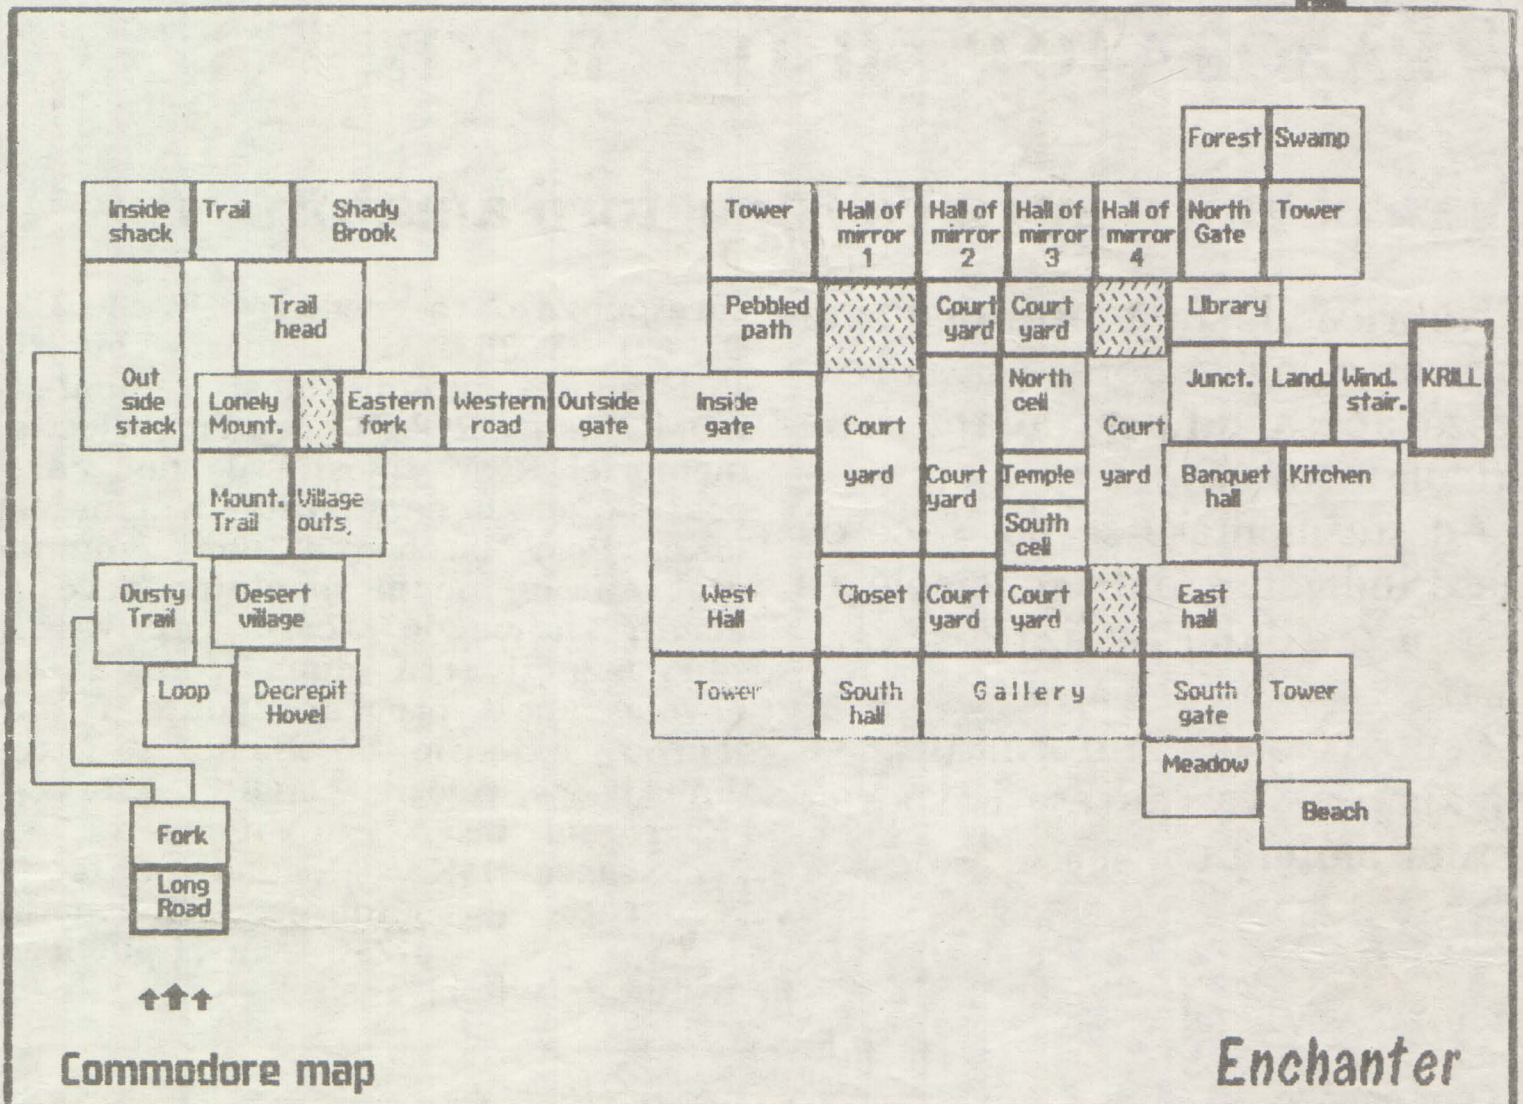 Forest
Swamp
Inside
shack
Trail
Shady
Brook
Tower
Hall of
mirror
1
Hall of
mirror
2
Hall of
mirror
3
Hall of
mirror
4
North
Gate
Tower
Trail
head
Pebbled
path
Court
yard
Court
yard
Library
Out
side
stack
Lonely
Mount.
Eastern
fork
Western
road
Outside
gate
Inside
gate
Court
yard
Court
yard
North
cell
Court
yard
Junct.
Land.
Wind.
stair.
KRILL
Mount.
Trail
Village
outs.
Temple
South
cell
Banquet
hall
Kitchen
Dusty
Trail
Desert
village
West
Hall
Closet
Court
yard
Court
yard
East
hall
Loop
Decrepit
Hovel
Tower
South
hall
Gallery
South
gate
Tower
Meadow
Beach
Fork
Long
Road
Commodore map
Enchanter